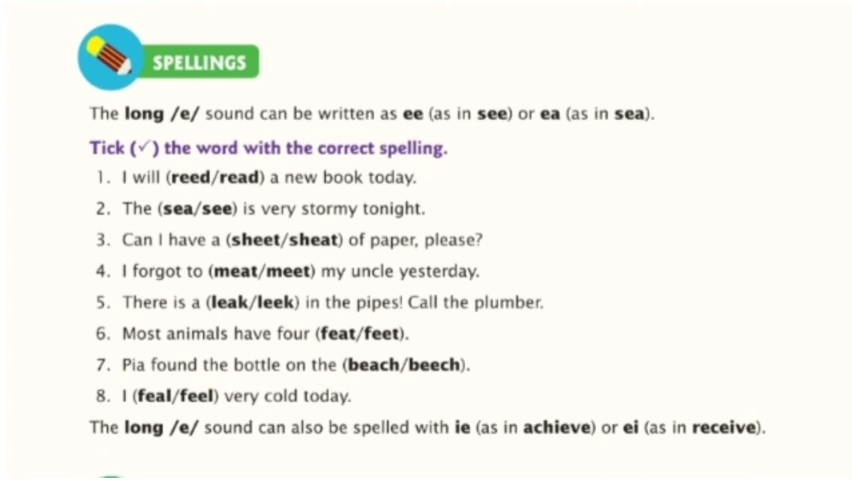 SPELLINGS
The long /e/ sound can be written as ee (as in see) or ea (as in sea).
Tick (✓) the word with the correct spelling.
1. I will (reed/read) a new book today.
2. The (sea/see) is very stormy tonight.
3. Can I have a (sheet/sheat) of paper, please?
4. I forgot to (meat/meet) my uncle yesterday.
5. There is a (leak/leek) in the pipes! Call the plumber.
6. Most animals have four (feat/feet).
7. Pia found the bottle on the (beach/beech).
8. I (feal/feel) very cold today.
The long /e/ sound can also be spelled with ie (as in achieve) or ei (as in receive).